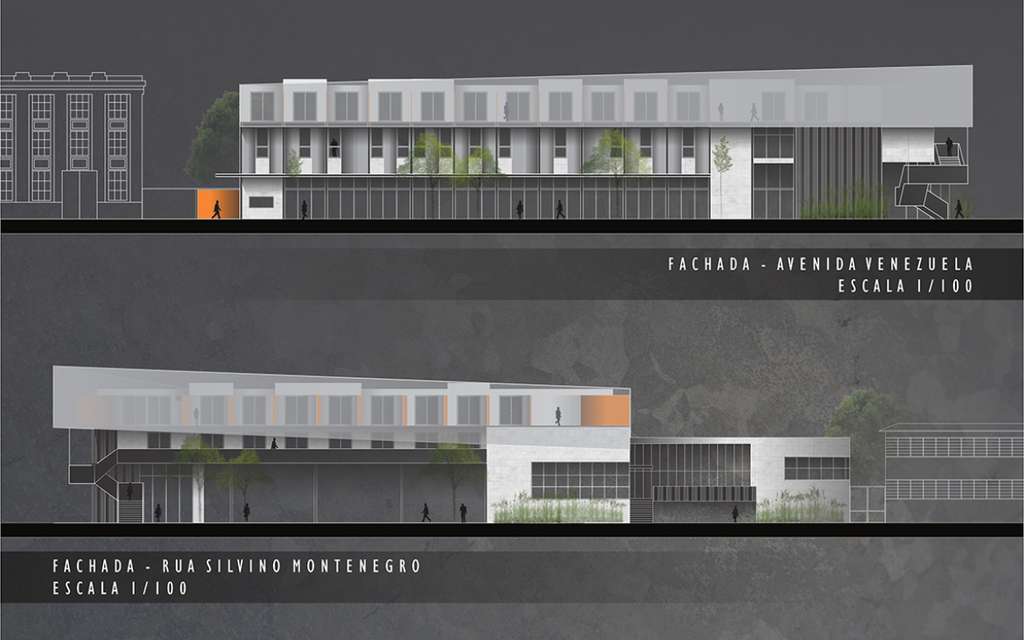 FACHADA - AVENIDA VENEZUELA
ESCALA 1/100
FACHADA - RUA SILVINO MONTENEGRO
ESCALA 1/100